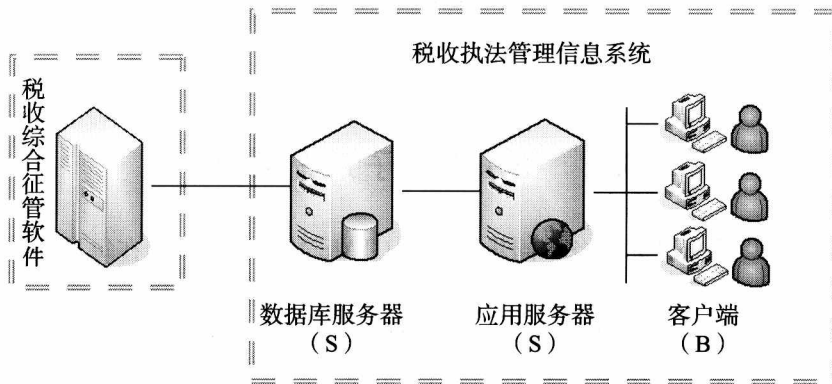 税收执法管理信息系统
税收综合征管软件
数据库服务器
（S）
应用服务器
（S）
客户端
（B）